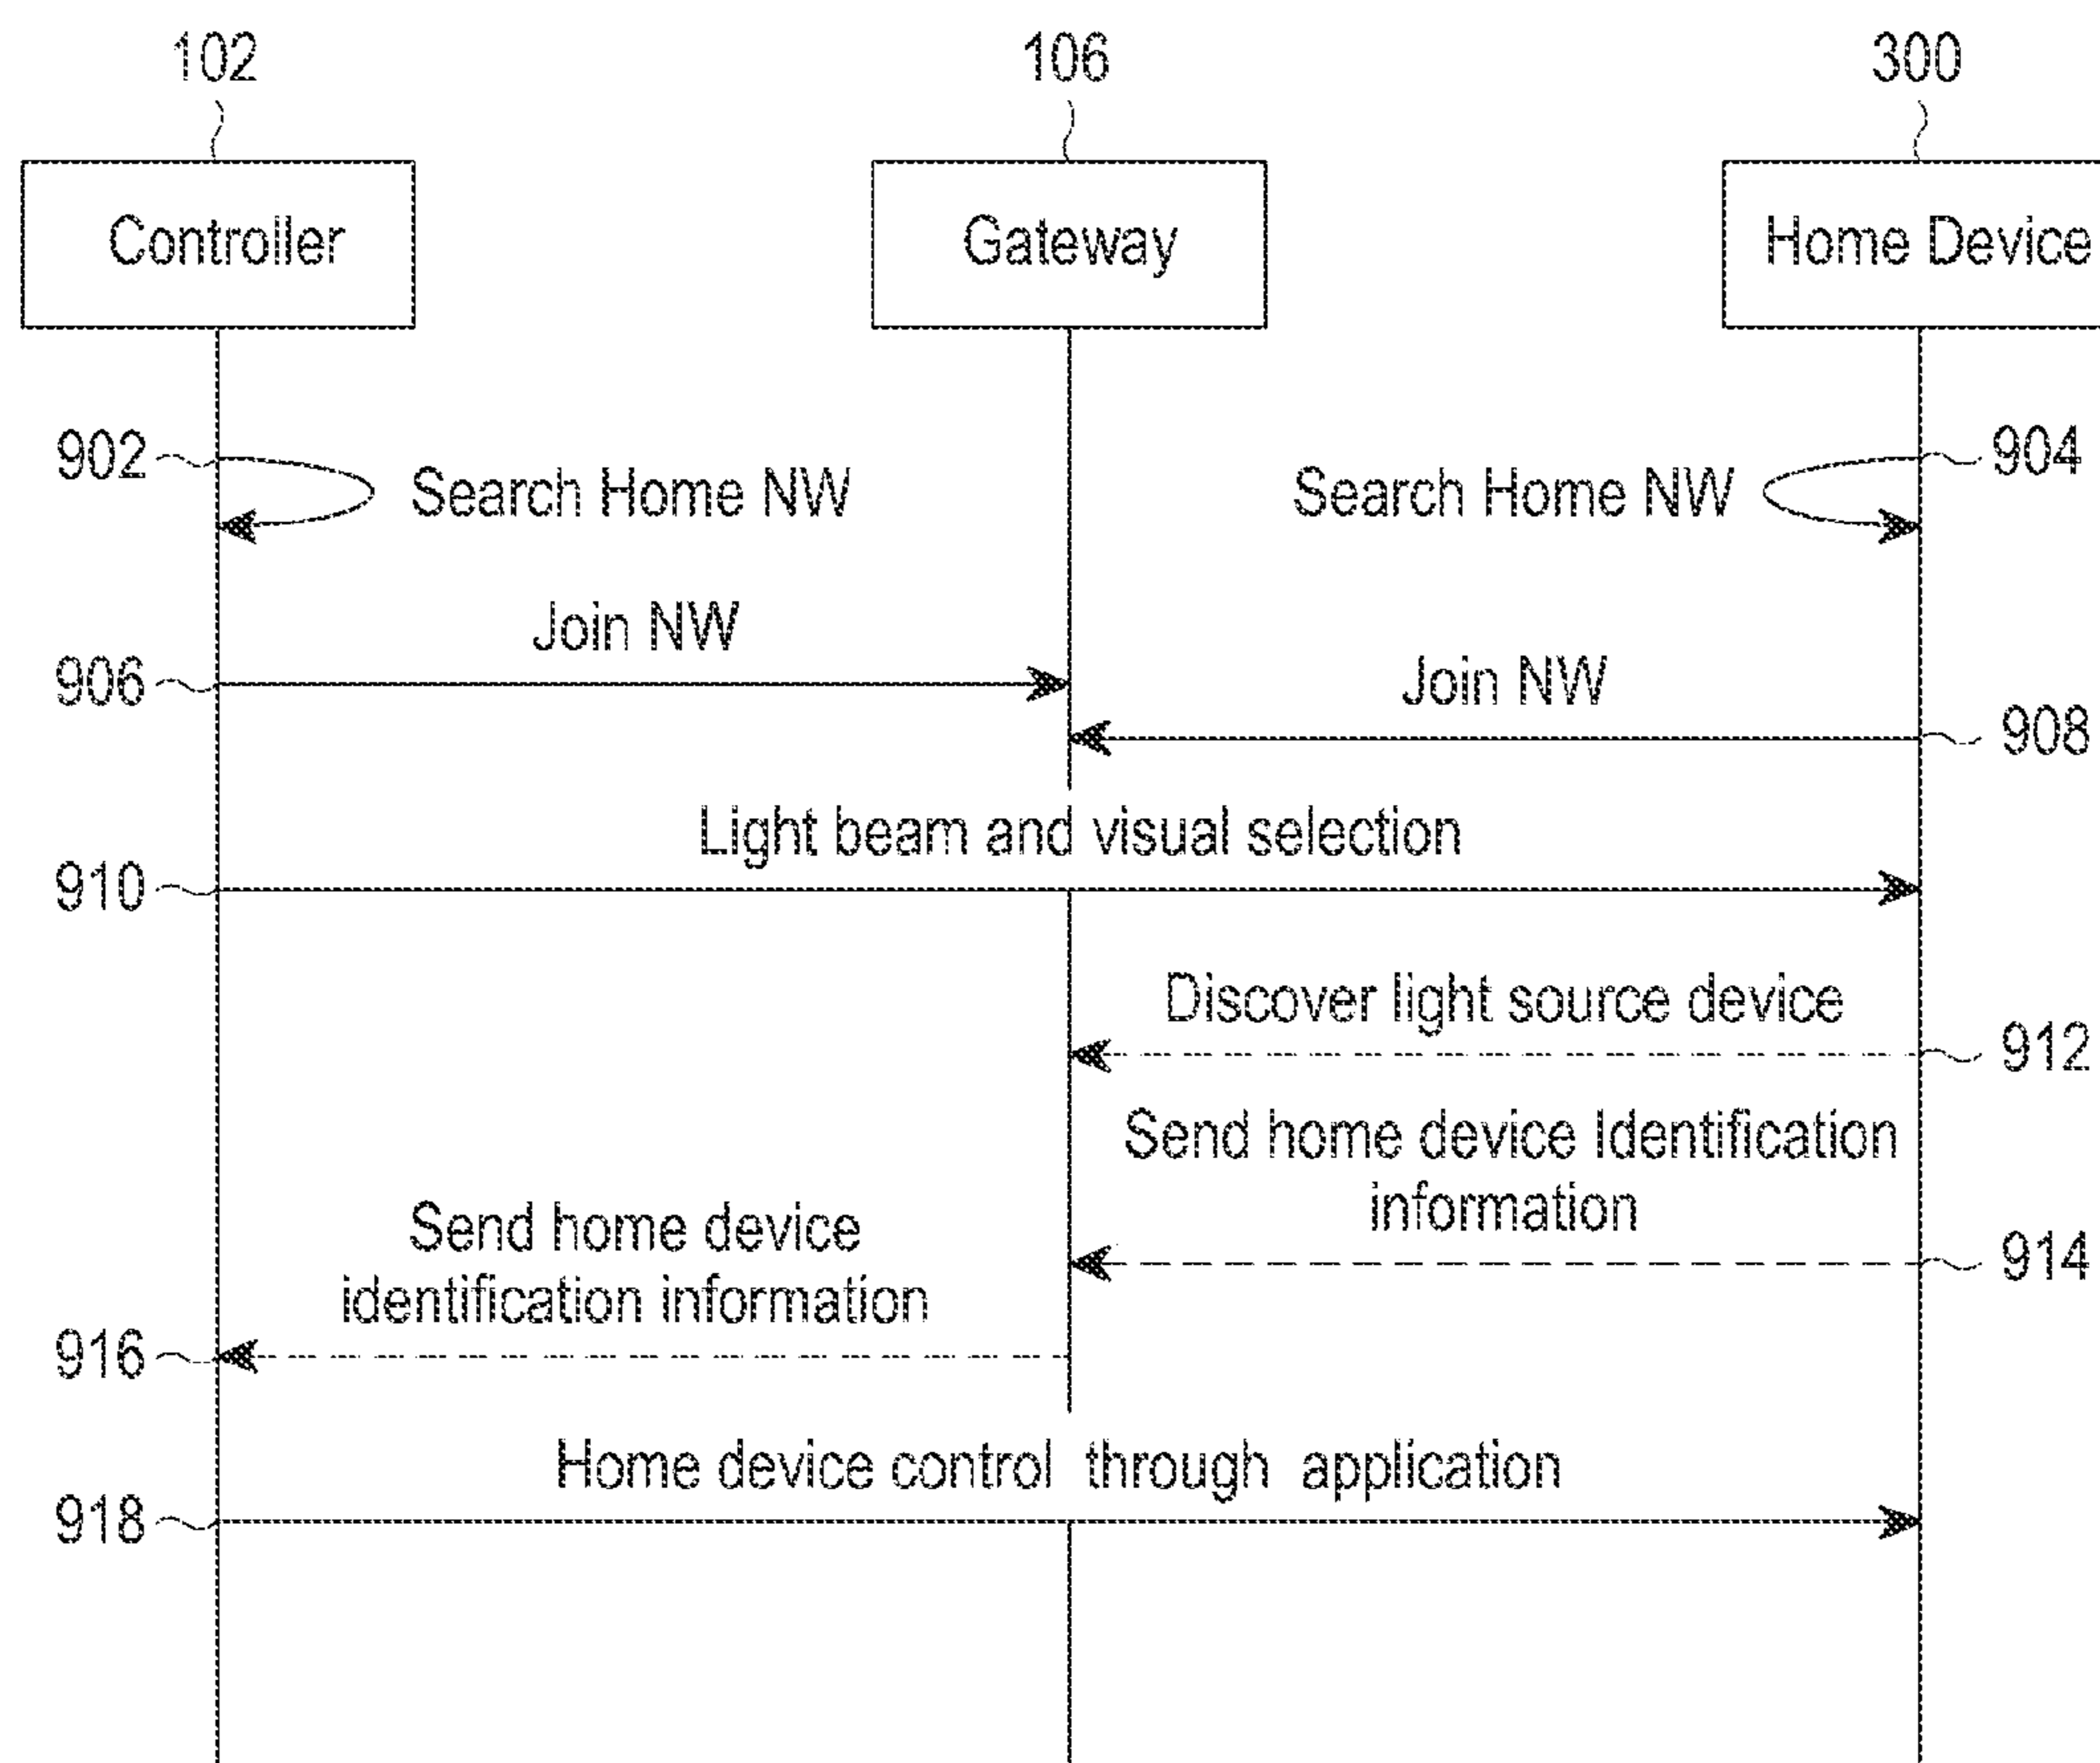 102
106
300
Controller
Gateway
Home Device
902
Search Home NW
Search Home NW
904
Join NW
906
Join NW
908
Light beam and visual selection
910
Discover light source device
912
Send home device Identification
information
914
Send home device
identification information
916
Home device control through application
918